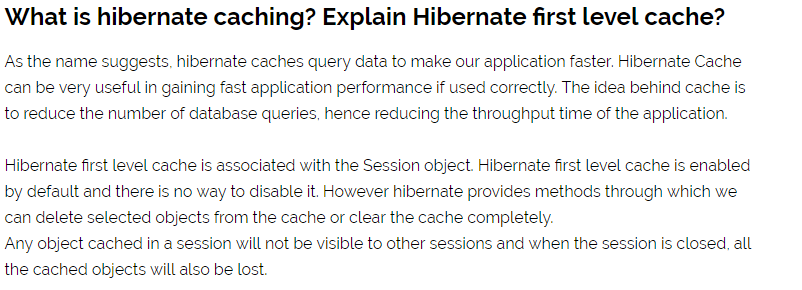 What is hibernate caching? Explain Hibernate first level cache?
As the name suggests, hibernate caches query data to make our application faster. Hibernate Cache
can be very useful in gaining fast application performance if used correctly. The idea behind cache is
to reduce the number of database queries, hence reducing the throughput time of the application.
Hibernate first level cache is associated with the Session object. Hibernate first level cache is enabled
by default and there is no way to disable it. However hibernate provides methods through which we
can delete selected objects from the cache or clear the cache completely.
Any object cached in a session will not be visible to other sessions and when the session is closed, all
the cached objects will also be lost.